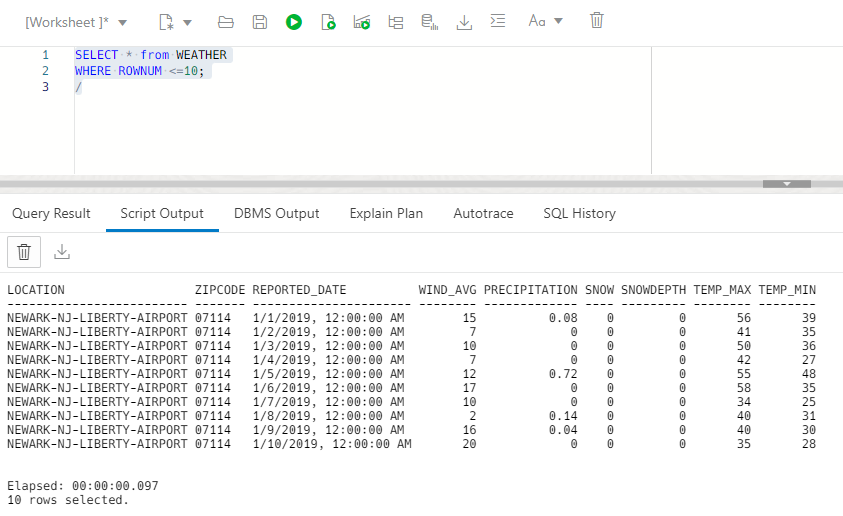 [Worksheet ]*
Aa
1 SELECT * from WEATHER
2 WHERE ROWNUM <=10;
3 /
Query Result Script Output DBMS Output Explain Plan Autotrace SQL History
LOCATION ZIPCODE REPORTED_DATE WIND_AVG PRECIPITATION SNOW SNOWDEPTH TEMP_MAX TEMP_MIN
------------------------- ------- ---------------------- -------- ------------- ---- --------- -------- --------
NEWARK-NJ-LIBERTY-AIRPORT 07114 1/1/2019, 12:00:00 AM 15 0.08 0 0 56 39
NEWARK-NJ-LIBERTY-AIRPORT 07114 1/2/2019, 12:00:00 AM 7 0 0 0 41 35
NEWARK-NJ-LIBERTY-AIRPORT 07114 1/3/2019, 12:00:00 AM 10 0 0 0 50 36
NEWARK-NJ-LIBERTY-AIRPORT 07114 1/4/2019, 12:00:00 AM 7 0 0 0 42 27
NEWARK-NJ-LIBERTY-AIRPORT 07114 1/5/2019, 12:00:00 AM 12 0.72 0 0 55 48
NEWARK-NJ-LIBERTY-AIRPORT 07114 1/6/2019, 12:00:00 AM 17 0 0 0 58 35
NEWARK-NJ-LIBERTY-AIRPORT 07114 1/7/2019, 12:00:00 AM 10 0 0 0 34 25
NEWARK-NJ-LIBERTY-AIRPORT 07114 1/8/2019, 12:00:00 AM 2 0.14 0 0 40 31
NEWARK-NJ-LIBERTY-AIRPORT 07114 1/9/2019, 12:00:00 AM 16 0.04 0 0 40 30
NEWARK-NJ-LIBERTY-AIRPORT 07114 1/10/2019, 12:00:00 AM 20 0 0 0 35 28
Elapsed: 00:00:00.097
10 rows selected.